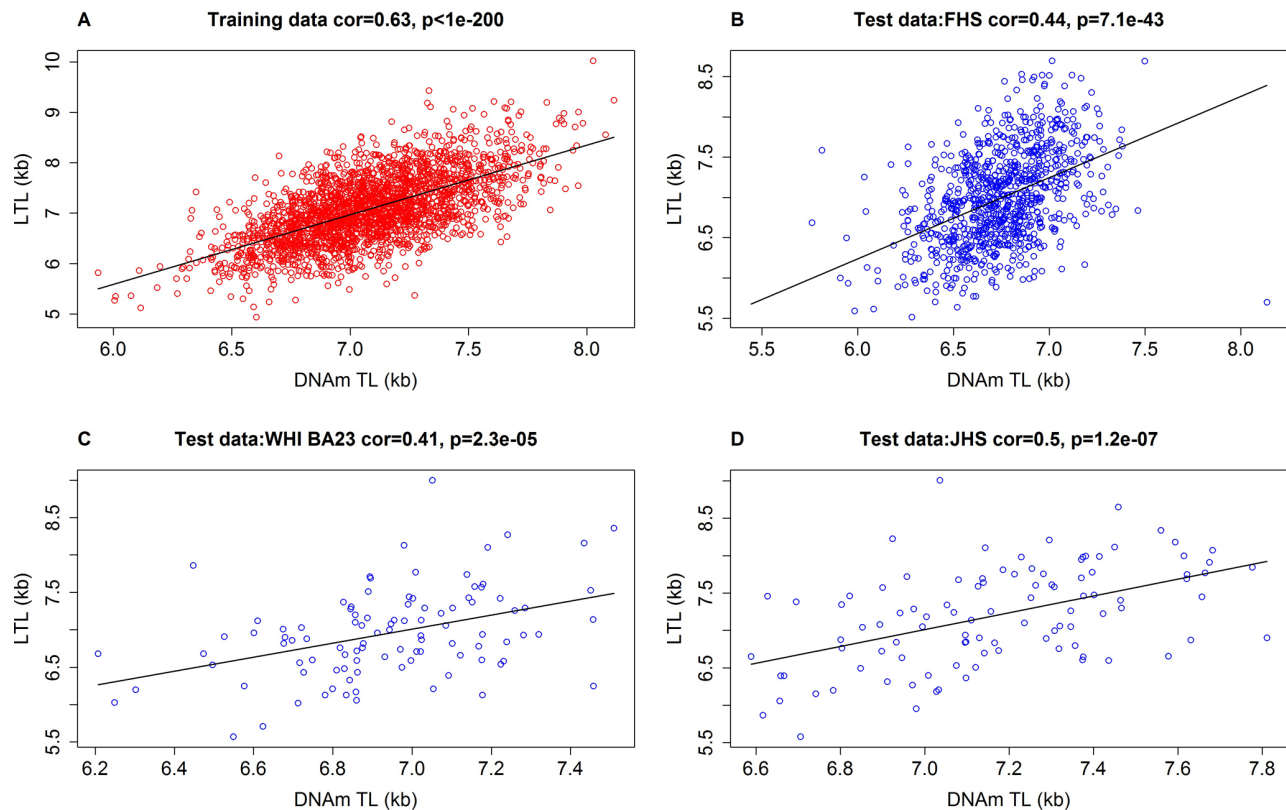 A Training data cor=0.63, p<1e-200
10
9
8
7
6
5
LTL (kb)
6.0 6.5 7.0 7.5 8.0
DNAm TL (kb)
B Test data:FHS cor=0.44, p=7.1e-43
8.5
7.5
6.5
5.5
LTL (kb)
5.5 6.0 6.5 7.0 7.5 8.0
DNAm TL (kb)
C Test data:WHI BA23 cor=0.41, p=2.3e-05
8.5
7.5
6.5
5.5
LTL (kb)
6.2 6.4 6.6 6.8 7.0 7.2 7.4
DNAm TL (kb)
D Test data:JHS cor=0.5, p=1.2e-07
8.5
7.5
6.5
5.5
LTL (kb)
6.6 6.8 7.0 7.2 7.4 7.6 7.8
DNAm TL (kb)